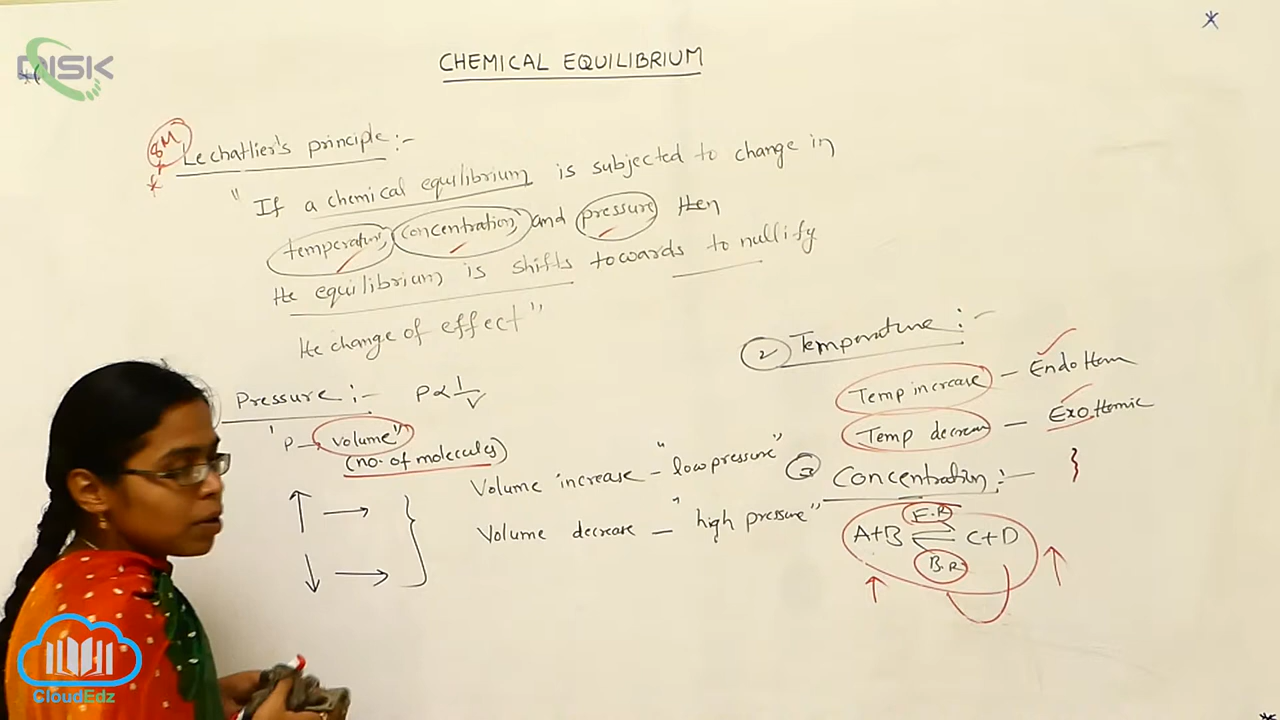 DISK
CHEMICAL EQUILIBRIUM
8M
Lechatlier's principle :-
"If a chemical equilibrium is subjected to change in
temperature, concentration, and pressure then
the equilibrium is shifts towards to nullify
the change of effect"
Pressure :- P ∝ 1/V
"P → volume"
(no. of molecules)
↑ →
↓ →
Volume increase - "low pressure"
Volume decrease - "high pressure"
② Temperature :-
Temp increase - Endothem
Temp decrease - Exothemic
③ Concentration :-
F.R
A+B ⇌ C+D
B.R
↑ ↑
CloudEdz